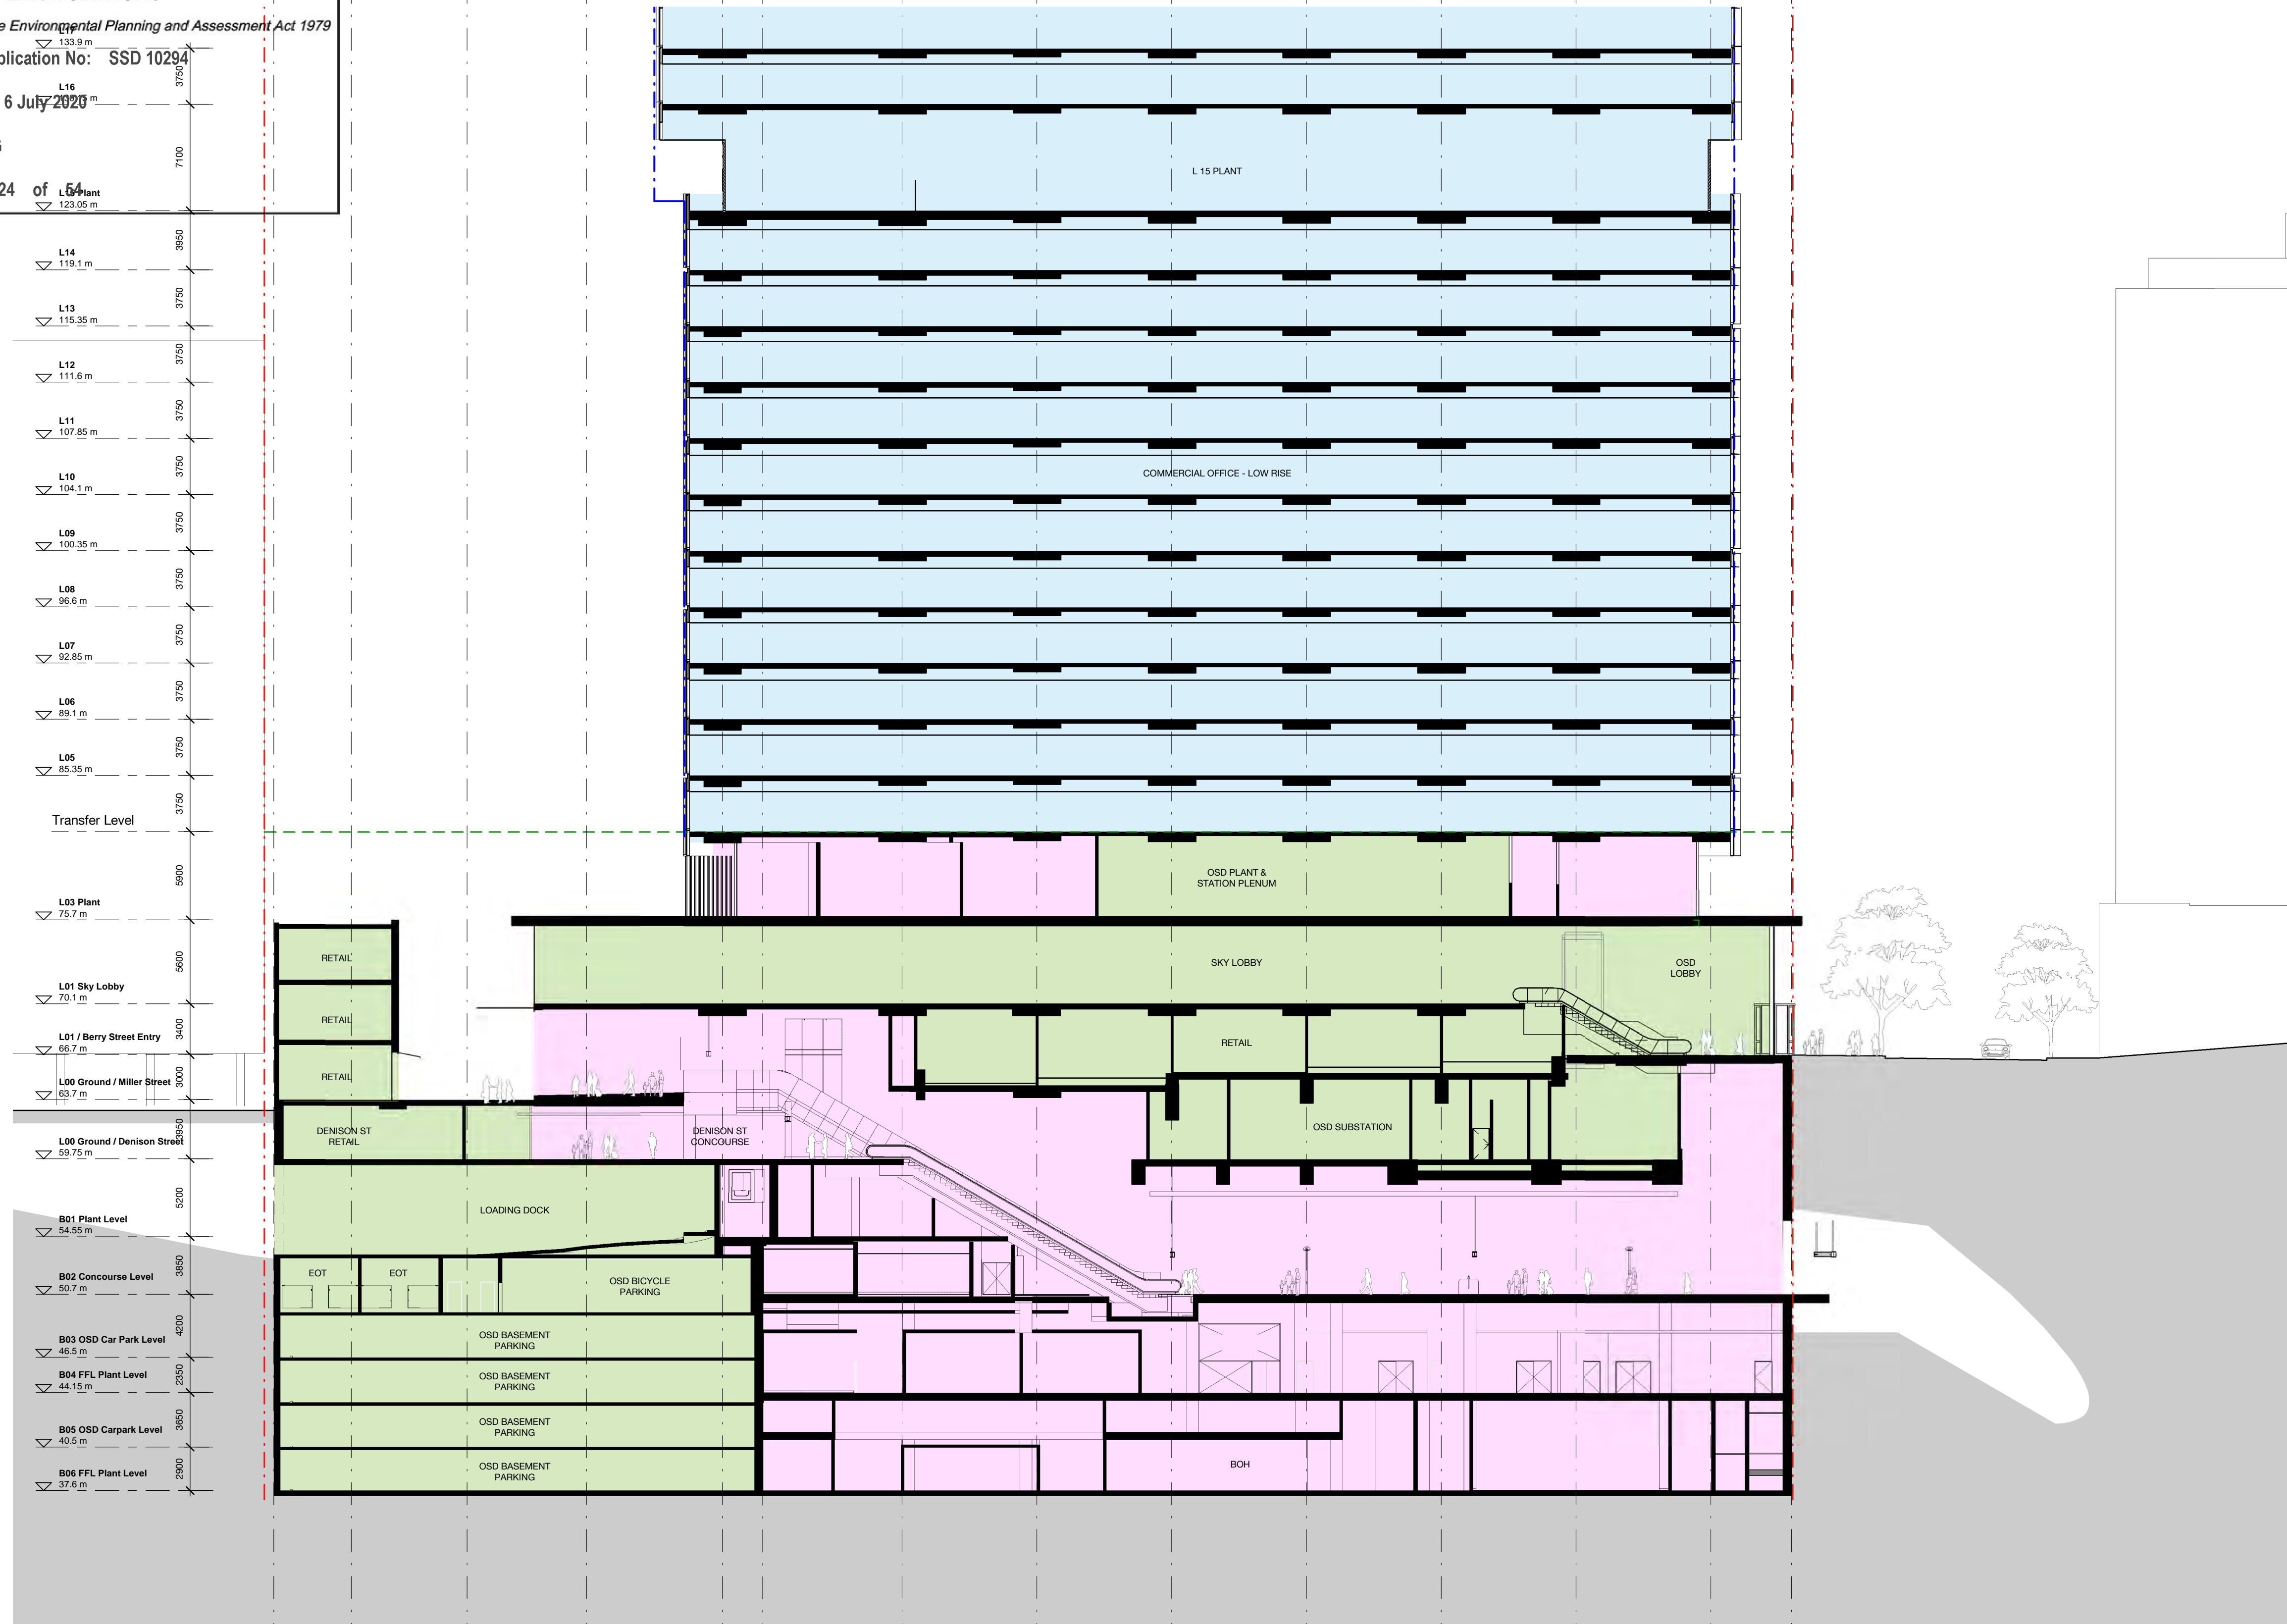 e Environmental Planning and Assessment Act 1979
L17
133.9 m
plication No: SSD 10294
3750
L16
6 July 2020
7100
24 of 54
L15 Plant
123.05 m
L 15 PLANT
3950
L14
119.1 m
3750
L13
115.35 m
3750
L12
111.6 m
3750
L11
107.85 m
3750
L10
104.1 m
COMMERCIAL OFFICE - LOW RISE
3750
L09
100.35 m
3750
L08
96.6 m
3750
L07
92.85 m
3750
L06
89.1 m
3750
L05
85.35 m
3750
Transfer Level
5900
OSD PLANT &
STATION PLENUM
L03 Plant
75.7 m
5600
RETAIL
SKY LOBBY
OSD
LOBBY
L01 Sky Lobby
70.1 m
3400
RETAIL
RETAIL
L01 / Berry Street Entry
66.7 m
3000
RETAIL
L00 Ground / Miller Street
63.7 m
3950
DENISON ST
RETAIL
DENISON ST
CONCOURSE
OSD SUBSTATION
L00 Ground / Denison Street
59.75 m
5200
LOADING DOCK
B01 Plant Level
54.55 m
3850
EOT
EOT
OSD BICYCLE
PARKING
B02 Concourse Level
50.7 m
4200
OSD BASEMENT
PARKING
B03 OSD Car Park Level
46.5 m
2350
OSD BASEMENT
PARKING
B04 FFL Plant Level
44.15 m
3650
OSD BASEMENT
PARKING
B05 OSD Carpark Level
40.5 m
2900
OSD BASEMENT
PARKING
BOH
B06 FFL Plant Level
37.6 m